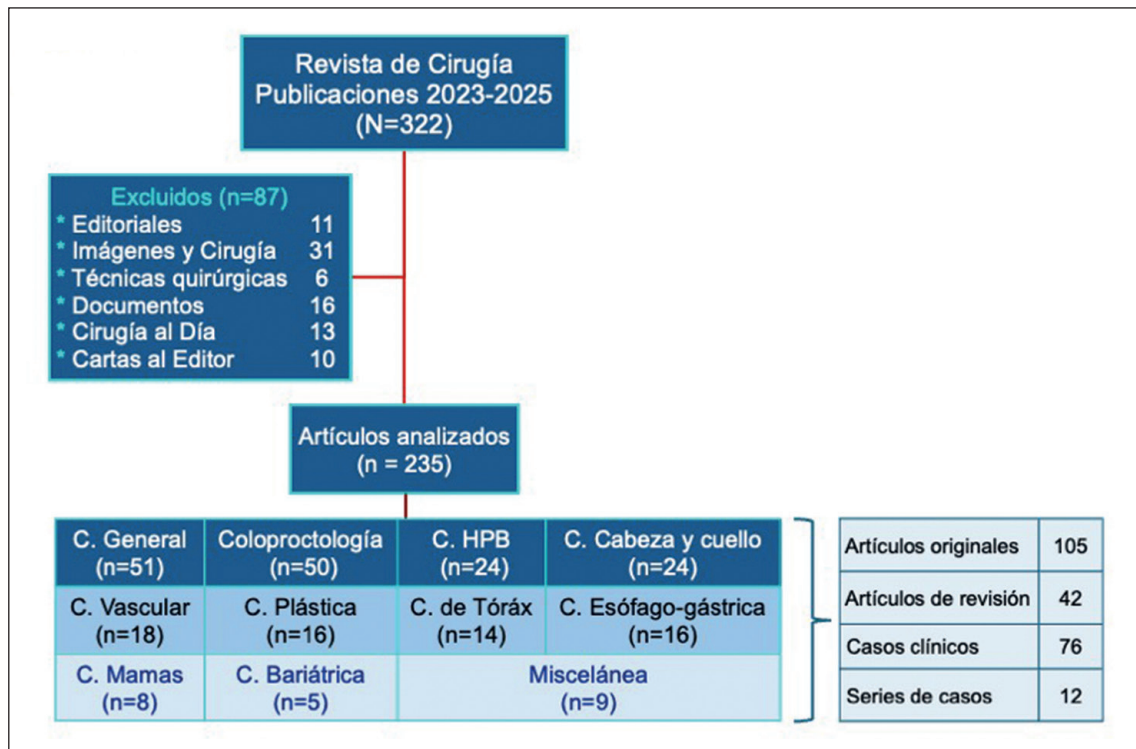 Revista de Cirugía
Publicaciones 2023-2025
(N=322)
Excluidos (n=87)
* Editoriales 11
* Imágenes y Cirugía 31
* Técnicas quirúrgicas 6
* Documentos 16
* Cirugía al Día 13
* Cartas al Editor 10
Artículos analizados
(n = 235)
C. General Coloproctología C. HPB C. Cabeza y cuello
(n=51) (n=50) (n=24) (n=24)
C. Vascular C. Plástica C. de Tóráx C. Esófago-gástrica
(n=18) (n=16) (n=14) (n=16)
C. Mamas C. Bariátrica Miscelánea
(n=8) (n=5) (n=9)
Artículos originales 105
Artículos de revisión 42
Casos clínicos 76
Series de casos 12